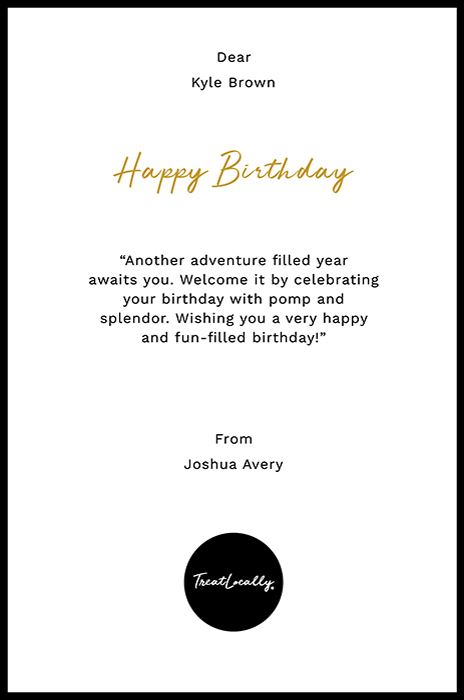 Dear
Kyle Brown
Happy Birthday
“Another adventure filled year
awaits you. Welcome it by celebrating
your birthday with pomp and
splendor. Wishing you a very happy
and fun-filled birthday!”
From
Joshua Avery
TreatLocally.